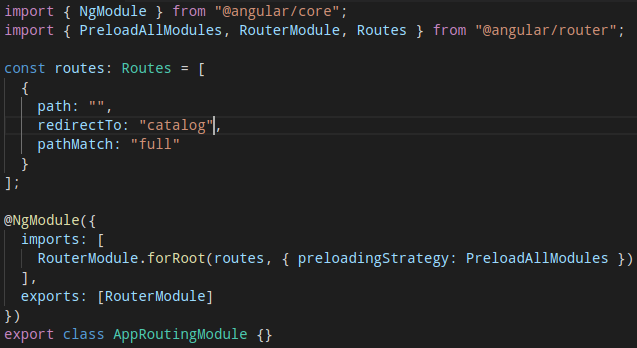 import { NgModule } from "@angular/core";
import { PreloadAllModules, RouterModule, Routes } from "@angular/router";
const routes: Routes = [
{
path: "",
redirectTo: "catalog",
pathMatch: "full"
}
];
@NgModule({
imports: [
RouterModule.forRoot(routes, { preloadingStrategy: PreloadAllModules })
],
exports: [RouterModule]
})
export class AppRoutingModule {}